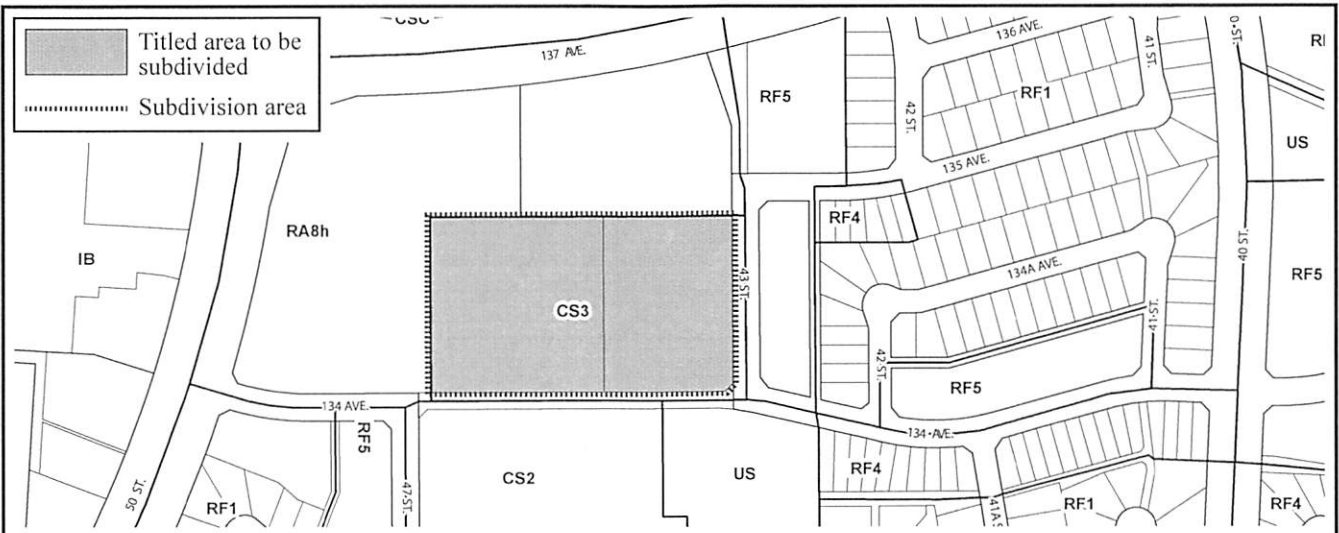 Titled area to be
subdivided
Subdivision area
CSC
137 AVE.
136 AVE.
41 ST.
RF5
RF1
42 ST.
US
135 AVE.
RF4
RA8h
IB
43 ST.
40 ST.
134A AVE.
RF5
CS3
41 ST.
42 ST.
RF5
134 AVE.
RF5
134 AVE.
CS2
US
RF4
50 ST.
RF1
47 ST.
41A S
RF1
RF4